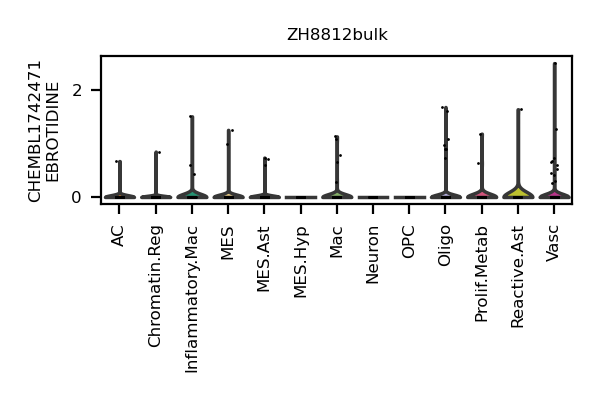 ZH8812bulk
CHEMBL1742471
EBROTIDINE
2
0
AC
Chromatin.Reg
Inflammatory.Mac
MES
MES.Ast
MES.Hyp
Mac
Neuron
OPC
Oligo
Prolif.Metab
Reactive.Ast
Vasc